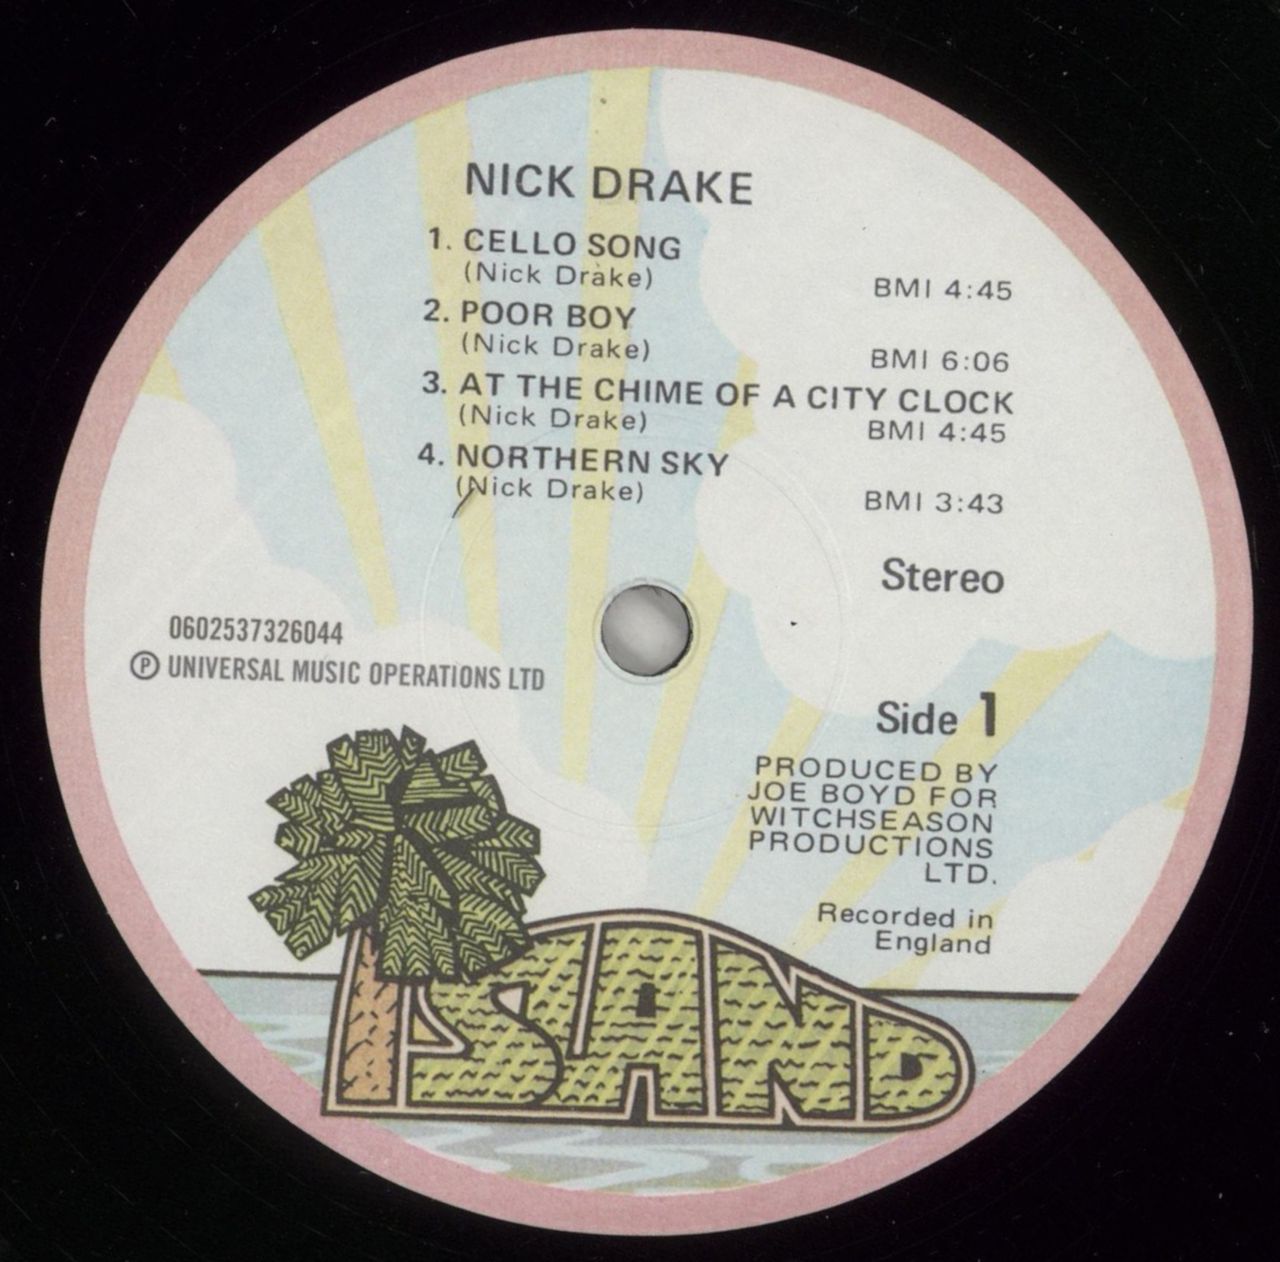 NICK DRAKE
1. CELLO SONG
(Nick Drake) BMI 4:45
2. POOR BOY
(Nick Drake) BMI 6:06
3. AT THE CHIME OF A CITY CLOCK
(Nick Drake) BMI 4:45
4. NORTHERN SKY
(Nick Drake) BMI 3:43
Stereo
0602537326044
Ⓟ UNIVERSAL MUSIC OPERATIONS LTD
Side 1
PRODUCED BY
JOE BOYD FOR
WITCHSEASON
PRODUCTIONS
LTD.
Recorded in
England
ISLAND